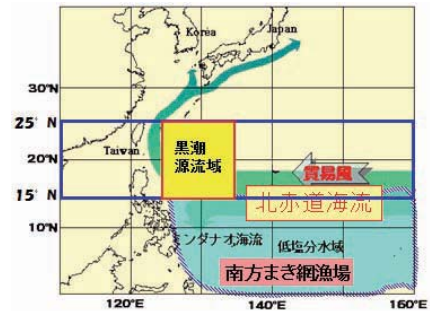 Korea
Japan
30°N
25°N
Taiwan
黒潮
源流域
20°N
貿易風
15°N
北赤道海流
10°N
ンダナオ海流
低塩分水域
南方まき網漁場
120°E
140°E
160°E